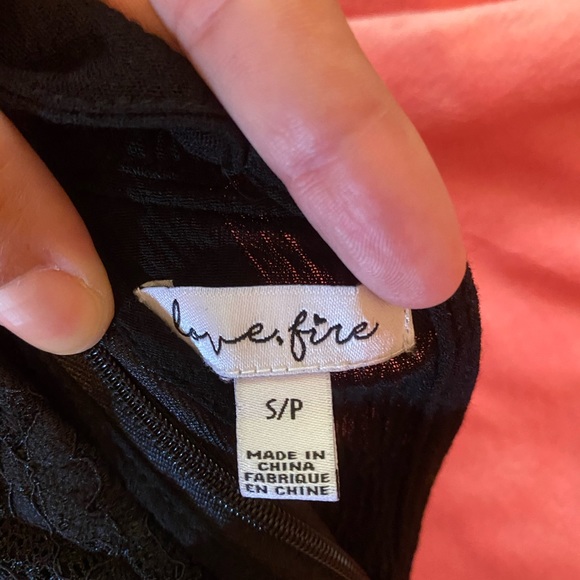 love.fire
S/P
MADE IN
CHINA
FABRIQUE
EN CHINE